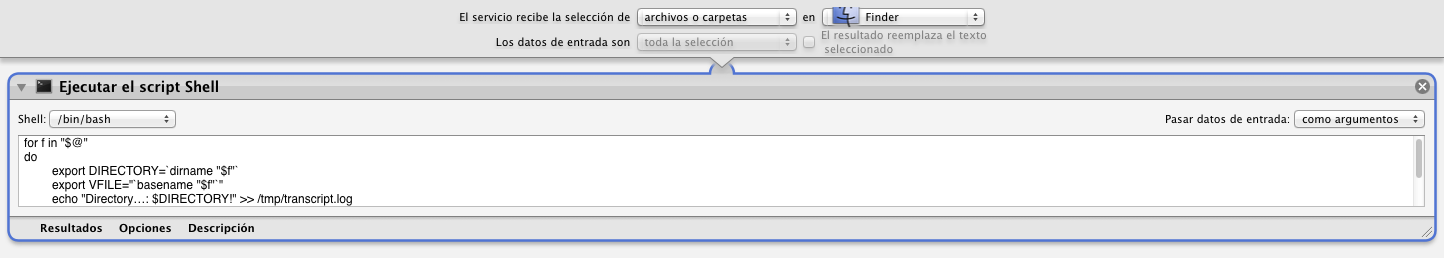 El servicio recibe la selección de archivos o carpetas en Finder
Los datos de entrada son toda la selección El resultado reemplaza el texto
seleccionado
Ejecutar el script Shell
Shell: /bin/bash Pasar datos de entrada: como argumentos
for f in "$@"
do
export DIRECTORY=`dirname "$f"`
export VFILE="`basename "$f"`"
echo "Directory…: $DIRECTORY!" >> /tmp/transcript.log
Resultados Opciones Descripción